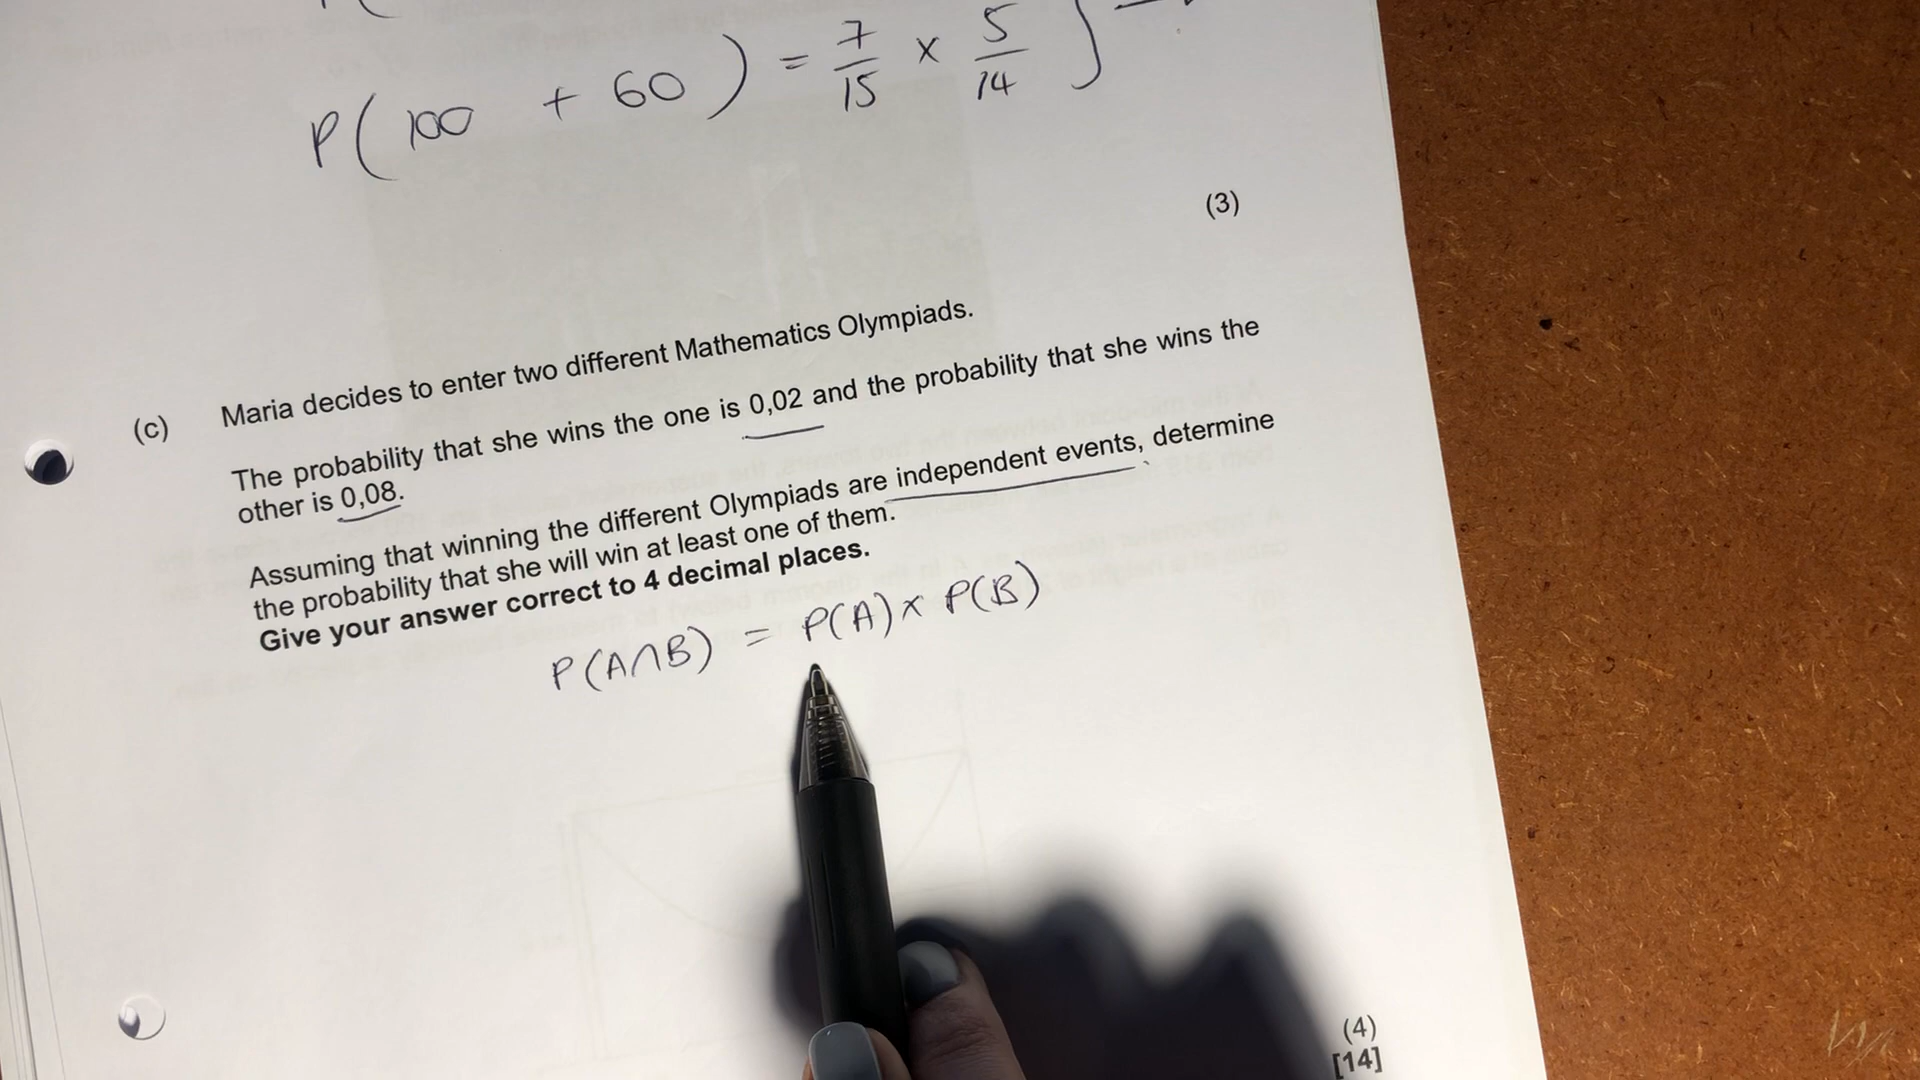 P(100 + 60) = 7/15 x 5/14 ]
(3)
(c) Maria decides to enter two different Mathematics Olympiads.
The probability that she wins the one is 0,02 and the probability that she wins the
other is 0,08.
Assuming that winning the different Olympiads are independent events, determine
the probability that she will win at least one of them.
Give your answer correct to 4 decimal places.
P(A∩B) = P(A) x P(B)
(4)
[14]